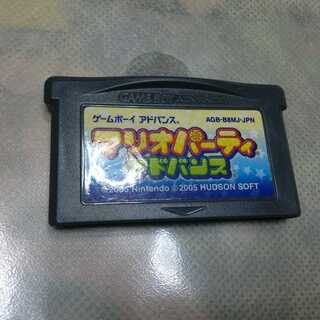 GAME BOY ADVANCE
ゲームボーイ アドバンス AGB-B8MJ-JPN
マリオパーティ
アドバンス
©2005 Nintendo ©2005 HUDSON SOFT